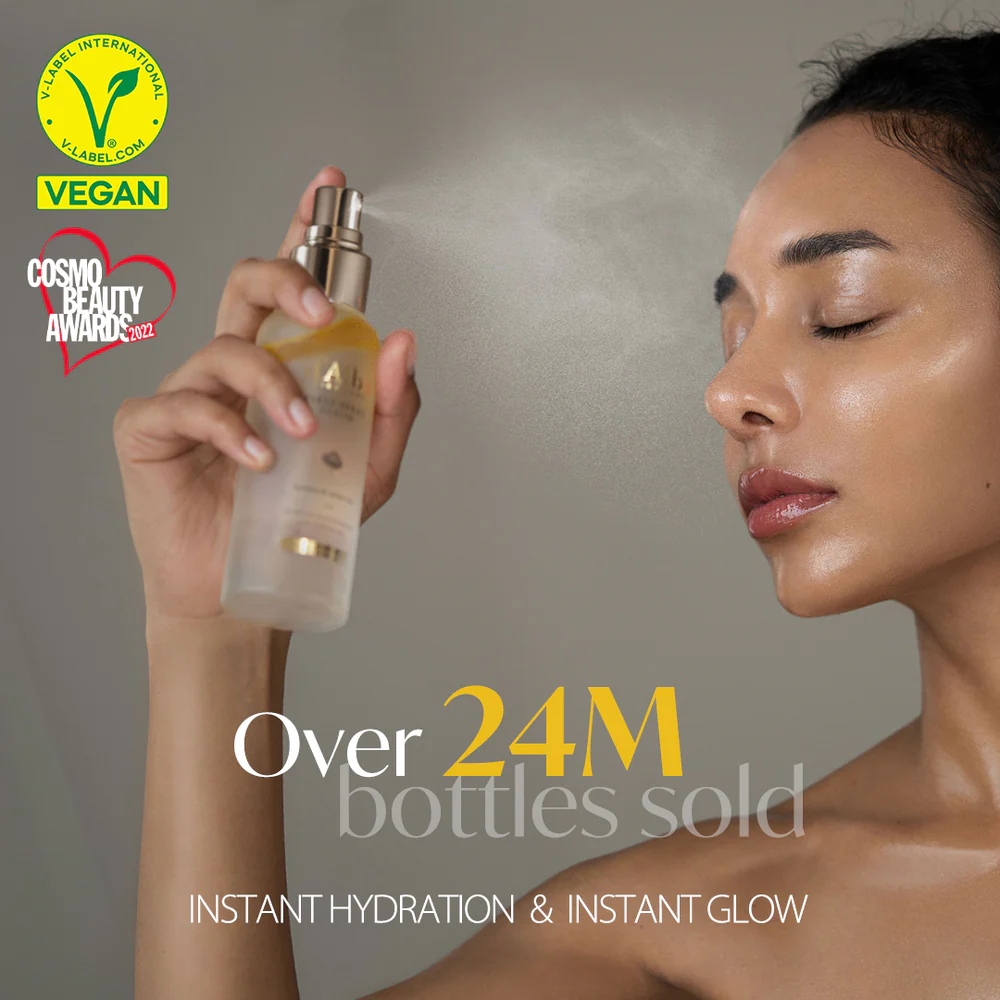 V-LABEL INTERNATIONAL
V-LABEL.COM
®
VEGAN
COSMO
BEAUTY
AWARDS
2022
Over 24M
bottles sold
INSTANT HYDRATION & INSTANT GLOW